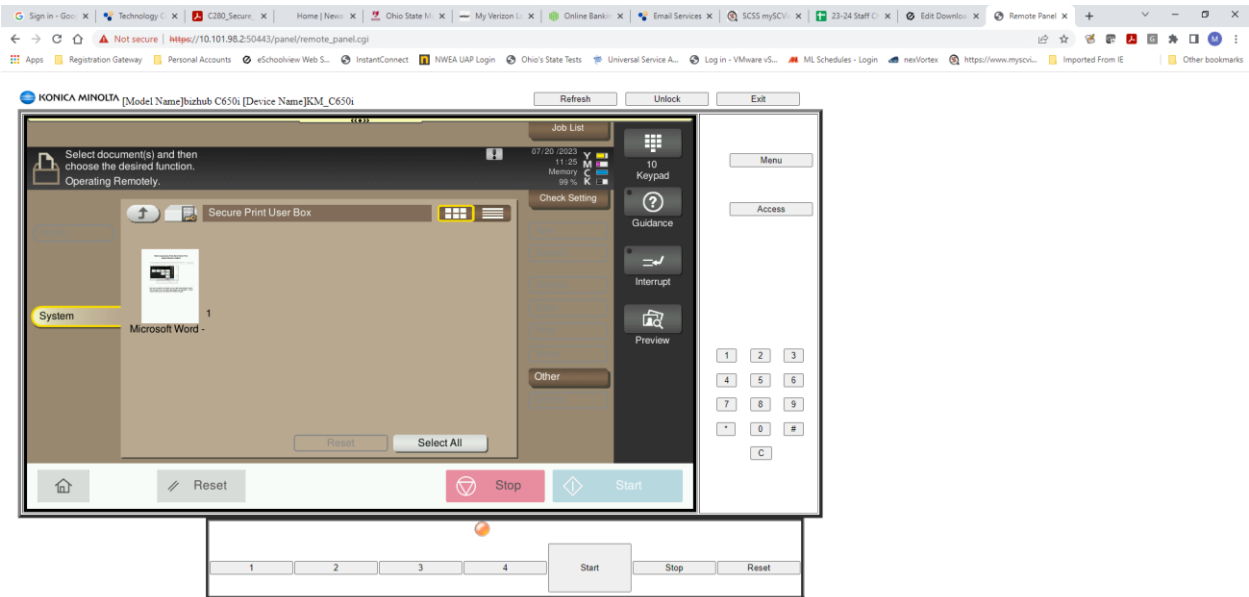 Sign in - Goo
Technology C
C280_Secure_
Home | News
Ohio State M
My Verizon Lo
Online Bankin
Email Services
SCSS mySCVi
23-24 Staff C
Edit Downloa
Remote Panel
Not secure | https://10.101.98.2:50443/panel/remote_panel.cgi
Apps Registration Gateway Personal Accounts eSchoolview Web S... InstantConnect NWEA UAP Login Ohio's State Tests Universal Service A... Log in - VMware vS... ML Schedules - Login nexVortex https://www.myscvi... Imported From IE Other bookmarks
KONICA MINOLTA [Model Name]bizhub C650i [Device Name]KM_C650i
Refresh Unlock Exit
Job List
Select document(s) and then
choose the desired function.
Operating Remotely.
07/20 /2023
11:25
Memory
99 %
Y
M
C
K
10
Keypad
Menu
Secure Print User Box
Check Setting
Guidance
Access
Interrupt
System
1
Microsoft Word -
Preview
Other
Reset Select All
1 2 3
4 5 6
7 8 9
* 0 #
C
Reset Stop Start
1 2 3 4 Start Stop Reset